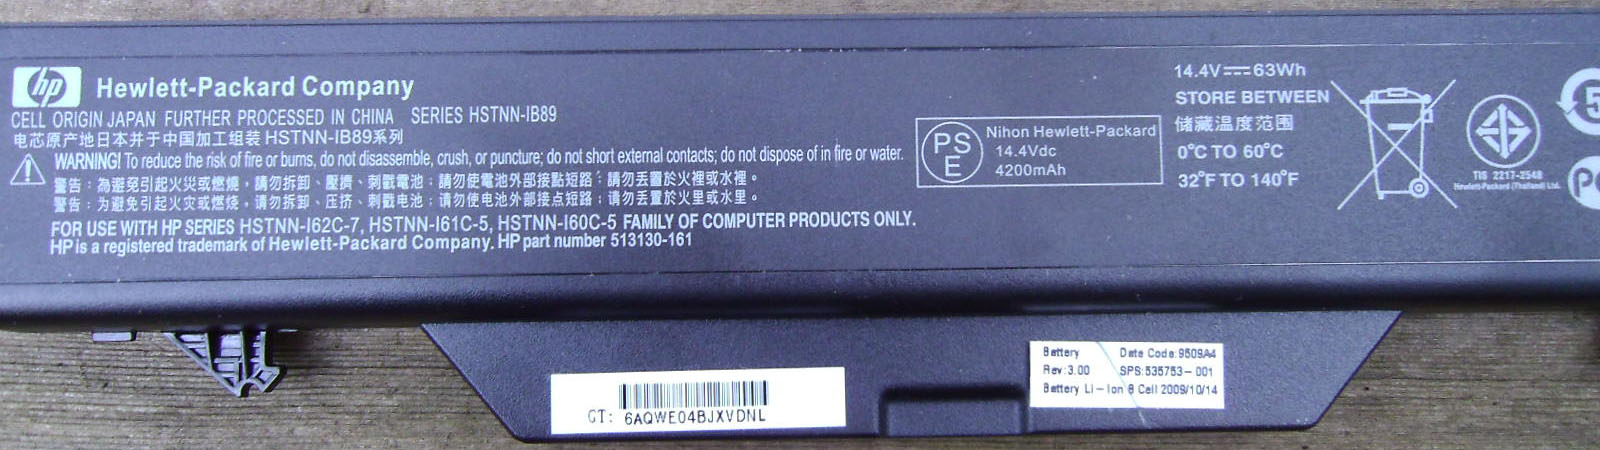 hp Hewlett-Packard Company
CELL ORIGIN JAPAN FURTHER PROCESSED IN CHINA SERIES HSTNN-IB89
电芯原产地日本并于中国加工组装 HSTNN-IB89系列
WARNING! To reduce the risk of fire or burns, do not disassemble, crush, or puncture; do not short external contacts; do not dispose of in fire or water.
警告：為避免引起火災或燃燒，請勿拆卸、壓擠、刺戳電池；請勿使電池外部接點短路；請勿丟置於火裡或水裡。
警告：为避免引起火灾或燃烧，请勿拆卸、压挤、刺戳电池；请勿使电池外部接点短路；请勿丢置於火里或水里。
FOR USE WITH HP SERIES HSTNN-I62C-7, HSTNN-I61C-5, HSTNN-I60C-5 FAMILY OF COMPUTER PRODUCTS ONLY.
HP is a registered trademark of Hewlett-Packard Company. HP part number 513130-161
PS
E
Nihon Hewlett-Packard
14.4Vdc
4200mAh
14.4V⎓63Wh
STORE BETWEEN
储藏温度范围
0°C TO 60°C
32°F TO 140°F
TIS 2217-2548
Hewlett-Packard (Thailand) Ltd.
5
GT: 6AQWE04BJXVDNL
Battery Date Code:9509A4
Rev: 3.00 SPS:535753-001
Battery Li-Ion 8 Cell 2009/10/14